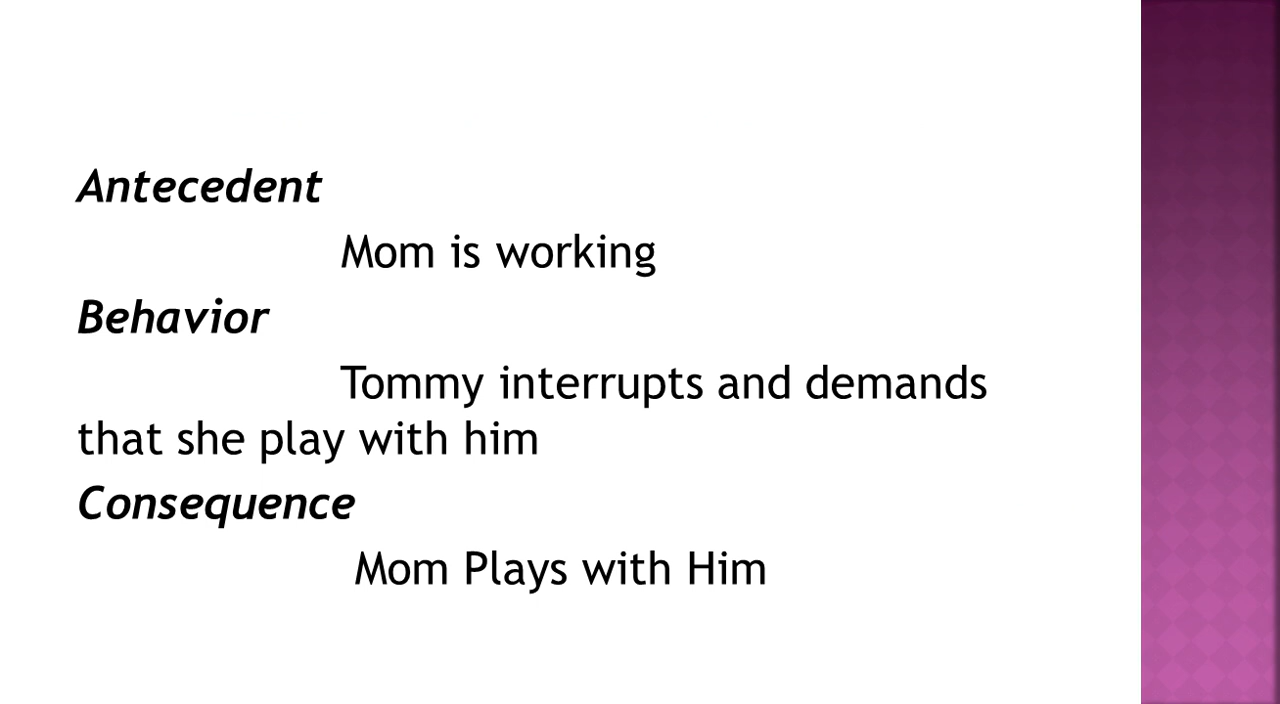 Antecedent
Mom is working
Behavior
Tommy interrupts and demands
that she play with him
Consequence
Mom Plays with Him